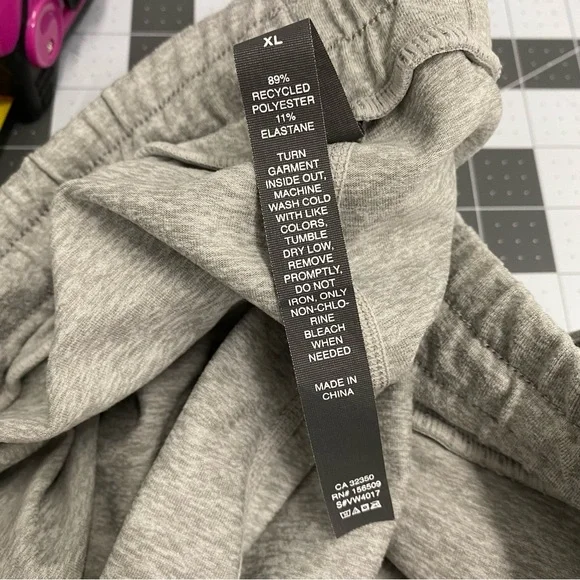 XL
89%
RECYCLED
POLYESTER
11%
ELASTANE
TURN
GARMENT
INSIDE OUT,
MACHINE
WASH COLD
WITH LIKE
COLORS,
TUMBLE
DRY LOW,
REMOVE
PROMPTLY,
DO NOT
IRON, ONLY
NON-CHLO-
RINE
BLEACH
WHEN
NEEDED
MADE IN
CHINA
CA 32350
RN# 156509
S#VW4017